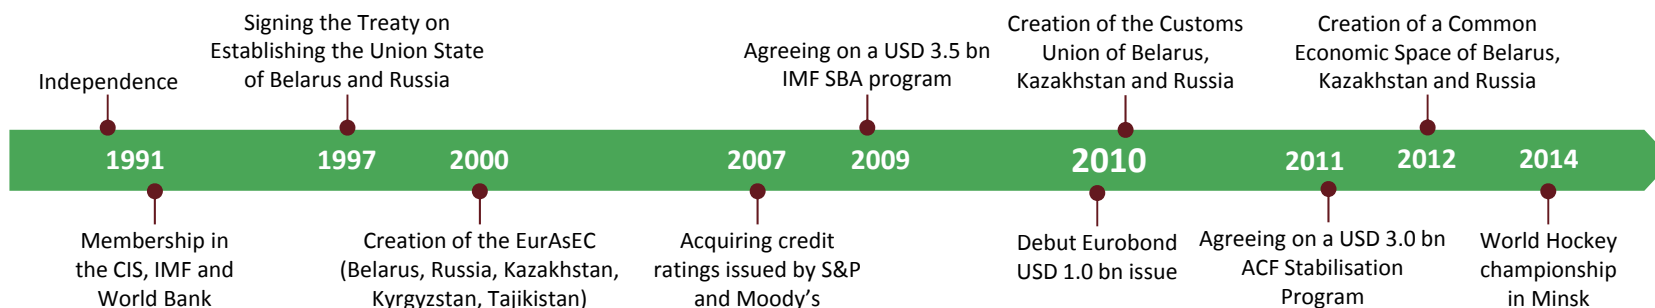 Independence
Signing the Treaty on
Establishing the Union State
of Belarus and Russia
Agreeing on a USD 3.5 bn
IMF SBA program
Creation of the Customs
Union of Belarus,
Kazakhstan and Russia
Creation of a Common
Economic Space of Belarus,
Kazakhstan and Russia
1991
1997
2000
2007
2009
2010
2011
2012
2014
Membership in
the CIS, IMF and
World Bank
Creation of the EurAsEC
(Belarus, Russia, Kazakhstan,
Kyrgyzstan, Tajikistan)
Acquiring credit
ratings issued by S&P
and Moody's
Debut Eurobond
USD 1.0 bn issue
Agreeing on a USD 3.0 bn
ACF Stabilisation
Program
World Hockey
championship
in Minsk